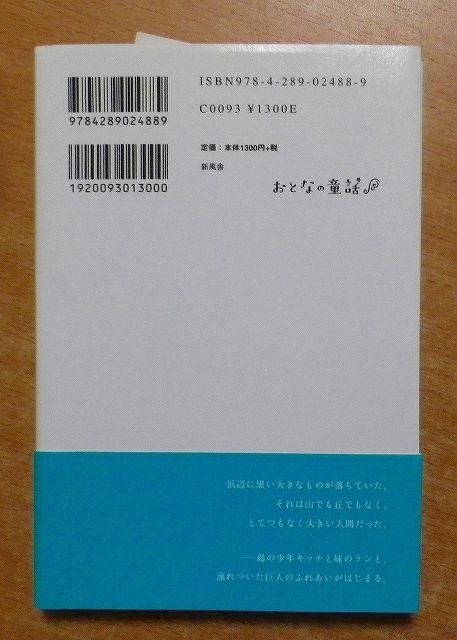 ISBN978-4-289-02488-9
C0093 ¥1300E
9784289024889
定価：本体1300円+税
新風舎
1920093013000
おとなの童話
浜辺に黒い大きなものが落ちていた。
それは山でも丘でもなく、
とてつもなく大きい人間だった。
――島の少年キッチと妹のランと、
流れついた巨人のふれあいがはじまる。